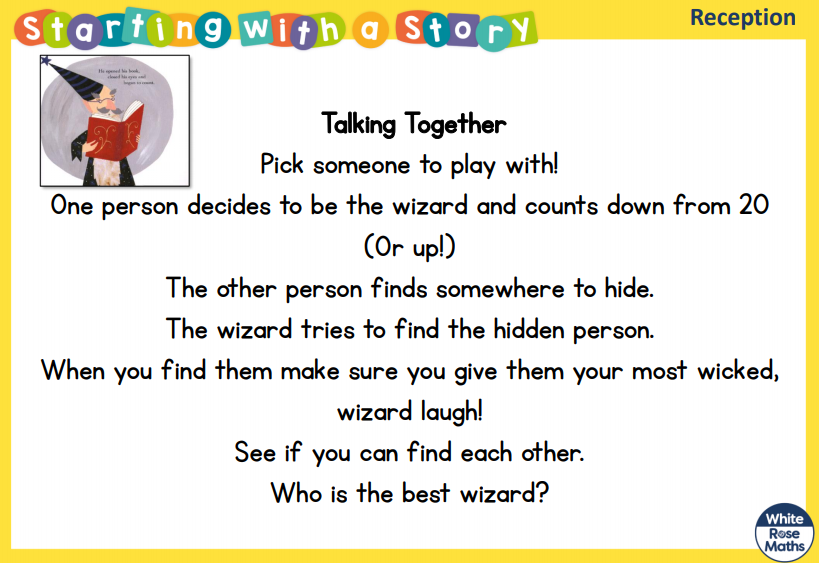 Starting with a Story
Reception
He opened his book,
closed his eyes and
began to count.
Talking Together
Pick someone to play with!
One person decides to be the wizard and counts down from 20
(Or up!)
The other person finds somewhere to hide.
The wizard tries to find the hidden person.
When you find them make sure you give them your most wicked,
wizard laugh!
See if you can find each other.
Who is the best wizard?
White
Rose
Maths